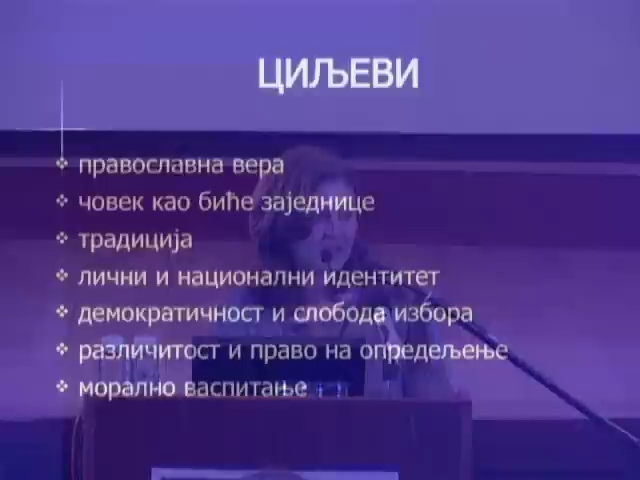 ЦИЉЕВИ
православна вера
човек као биће заједнице
традиција
лични и национални идентитет
демократичност и слобода избора
различитост и право на опредељење
морално васпитање